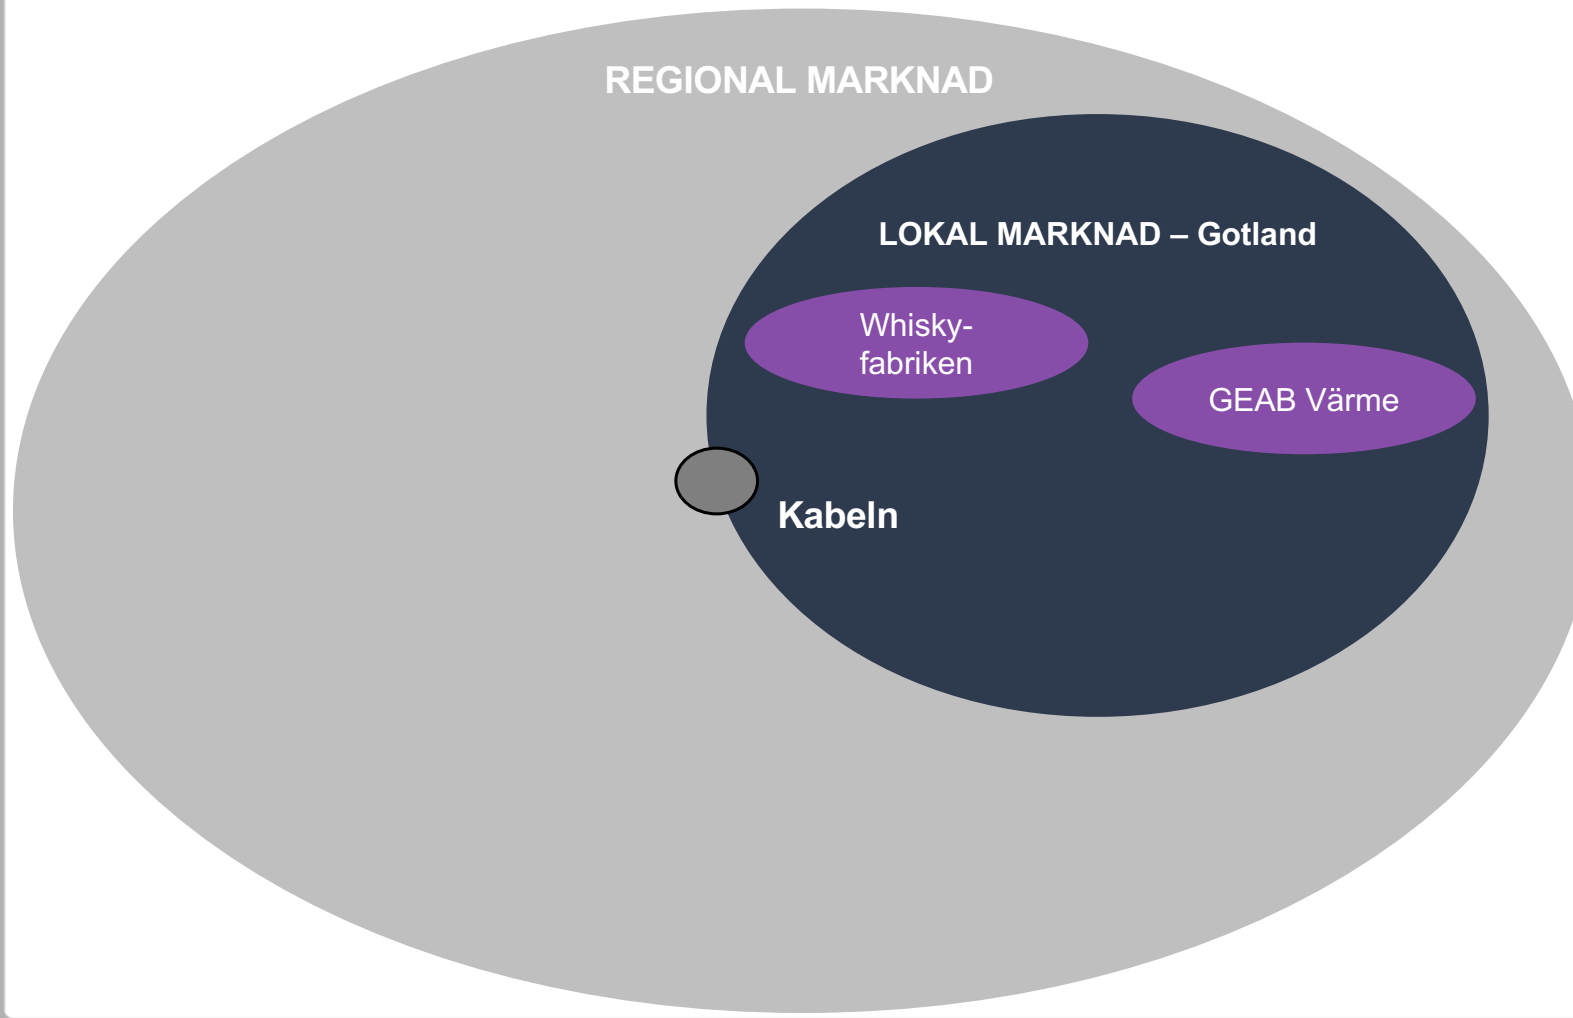 REGIONAL MARKNAD
LOKAL MARKNAD – Gotland
Whisky-
fabriken
GEAB Värme
Kabeln